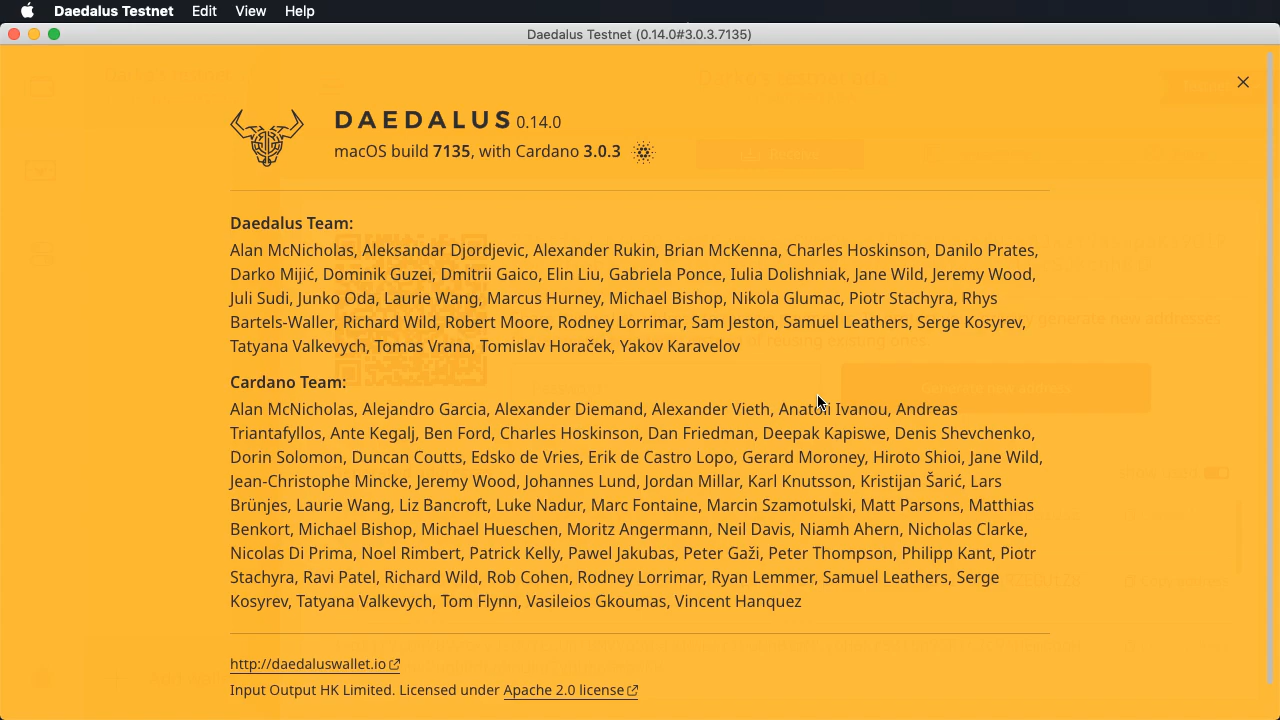 Daedalus Testnet Edit View Help
Daedalus Testnet (0.14.0#3.0.3.7135)
DAEDALUS 0.14.0
macOS build 7135, with Cardano 3.0.3
Daedalus Team:
Alan McNicholas, Aleksandar Djordjevic, Alexander Rukin, Brian McKenna, Charles Hoskinson, Danilo Prates,
Darko Mijić, Dominik Guzei, Dmitrii Gaico, Elin Liu, Gabriela Ponce, Iulia Dolishniak, Jane Wild, Jeremy Wood,
Juli Sudi, Junko Oda, Laurie Wang, Marcus Hurney, Michael Bishop, Nikola Glumac, Piotr Stachyra, Rhys
Bartels-Waller, Richard Wild, Robert Moore, Rodney Lorrimar, Sam Jeston, Samuel Leathers, Serge Kosyrev,
Tatyana Valkevych, Tomas Vrana, Tomislav Horaček, Yakov Karavelov
Cardano Team:
Alan McNicholas, Alejandro Garcia, Alexander Diemand, Alexander Vieth, Anatoli Ivanou, Andreas
Triantafyllos, Ante Kegalj, Ben Ford, Charles Hoskinson, Dan Friedman, Deepak Kapiswe, Denis Shevchenko,
Dorin Solomon, Duncan Coutts, Edsko de Vries, Erik de Castro Lopo, Gerard Moroney, Hiroto Shioi, Jane Wild,
Jean-Christophe Mincke, Jeremy Wood, Johannes Lund, Jordan Millar, Karl Knutsson, Kristijan Šarić, Lars
Brünjes, Laurie Wang, Liz Bancroft, Luke Nadur, Marc Fontaine, Marcin Szamotulski, Matt Parsons, Matthias
Benkort, Michael Bishop, Michael Hueschen, Moritz Angermann, Neil Davis, Niamh Ahern, Nicholas Clarke,
Nicolas Di Prima, Noel Rimbert, Patrick Kelly, Pawel Jakubas, Peter Gaži, Peter Thompson, Philipp Kant, Piotr
Stachyra, Ravi Patel, Richard Wild, Rob Cohen, Rodney Lorrimar, Ryan Lemmer, Samuel Leathers, Serge
Kosyrev, Tatyana Valkevych, Tom Flynn, Vasileios Gkoumas, Vincent Hanquez
http://daedaluswallet.io
Input Output HK Limited. Licensed under Apache 2.0 license